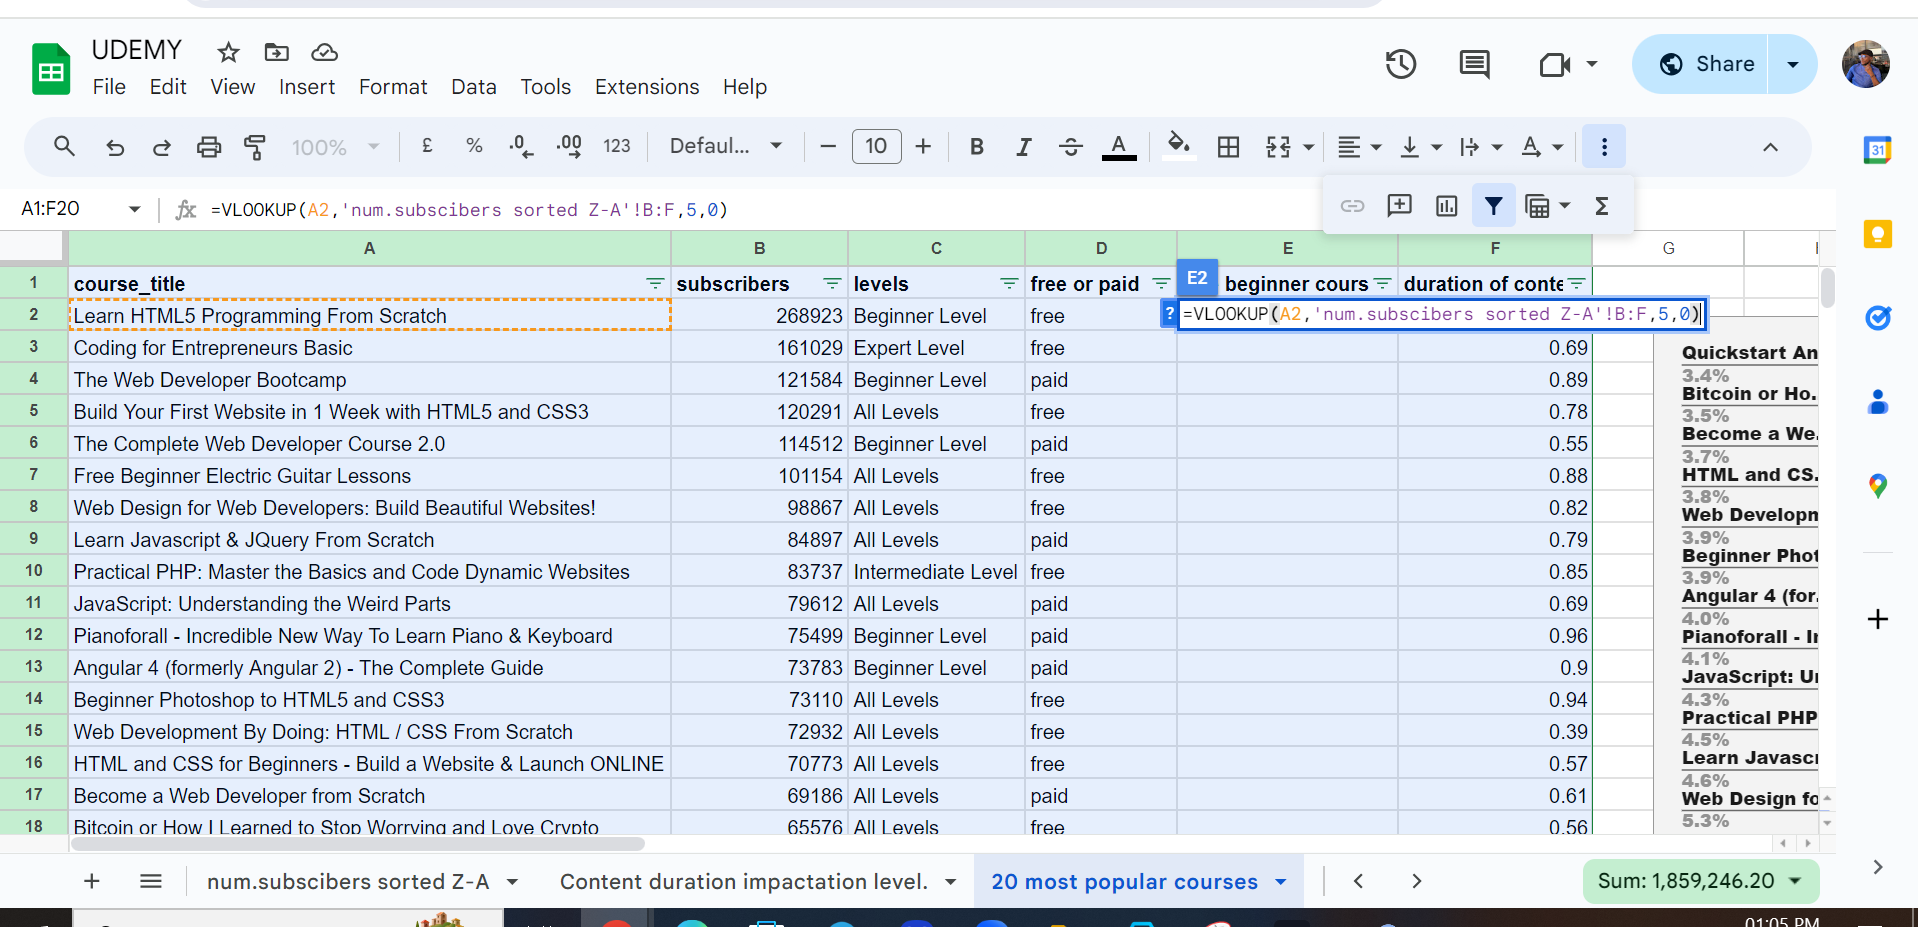 UDEMY
File Edit View Insert Format Data Tools Extensions Help
Share
100% £ % .0 .00 123 Defaul... 10 B I S A A
A1:F20 fx =VLOOKUP(A2,'num.subscibers sorted Z-A'!B:F,5,0)
Σ
31
A B C D E F G
1 course_title subscribers levels free or paid E2 beginner cours duration of conte
2 Learn HTML5 Programming From Scratch 268923 Beginner Level free ? =VLOOKUP(A2,'num.subscibers sorted Z-A'!B:F,5,0)
3 Coding for Entrepreneurs Basic 161029 Expert Level free 0.69
4 The Web Developer Bootcamp 121584 Beginner Level paid 0.89
5 Build Your First Website in 1 Week with HTML5 and CSS3 120291 All Levels free 0.78
6 The Complete Web Developer Course 2.0 114512 Beginner Level paid 0.55
7 Free Beginner Electric Guitar Lessons 101154 All Levels free 0.88
8 Web Design for Web Developers: Build Beautiful Websites! 98867 All Levels free 0.82
9 Learn Javascript & JQuery From Scratch 84897 All Levels paid 0.79
10 Practical PHP: Master the Basics and Code Dynamic Websites 83737 Intermediate Level free 0.85
11 JavaScript: Understanding the Weird Parts 79612 All Levels paid 0.69
12 Pianoforall - Incredible New Way To Learn Piano & Keyboard 75499 Beginner Level paid 0.96
13 Angular 4 (formerly Angular 2) - The Complete Guide 73783 Beginner Level paid 0.9
14 Beginner Photoshop to HTML5 and CSS3 73110 All Levels free 0.94
15 Web Development By Doing: HTML / CSS From Scratch 72932 All Levels free 0.39
16 HTML and CSS for Beginners - Build a Website & Launch ONLINE 70773 All Levels free 0.57
17 Become a Web Developer from Scratch 69186 All Levels paid 0.61
18 Bitcoin or How I Learned to Stop Worrying and Love Crypto 65576 All Levels free 0.56
Quickstart An
3.4%
Bitcoin or Ho.
3.5%
Become a We.
3.7%
HTML and CS.
3.8%
Web Developm
3.9%
Beginner Phot
3.9%
Angular 4 (for.
4.0%
Pianoforall - In
4.1%
JavaScript: Un
4.3%
Practical PHP
4.5%
Learn Javascr
4.6%
Web Design fo
5.3%
num.subscibers sorted Z-A Content duration impactation level. 20 most popular courses Sum: 1,859,246.20
01:05 PM